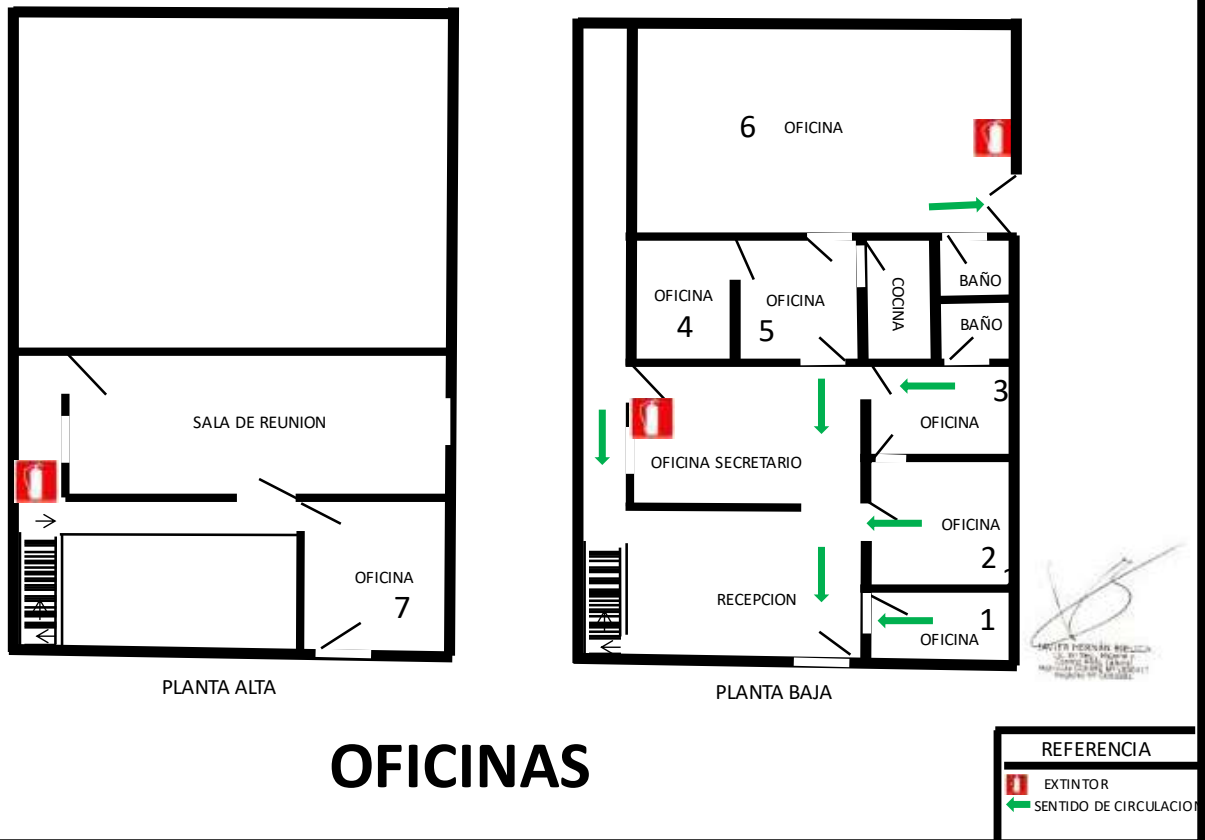 6 OFICINA
OFICINA
4
OFICINA
5
COCINA
BAÑO
BAÑO
3
OFICINA
SALA DE REUNION
OFICINA SECRETARIO
OFICINA
2
OFICINA
7
RECEPCION
1
OFICINA
PLANTA ALTA
PLANTA BAJA
OFICINAS
REFERENCIA
EXTINTOR
SENTIDO DE CIRCULACION